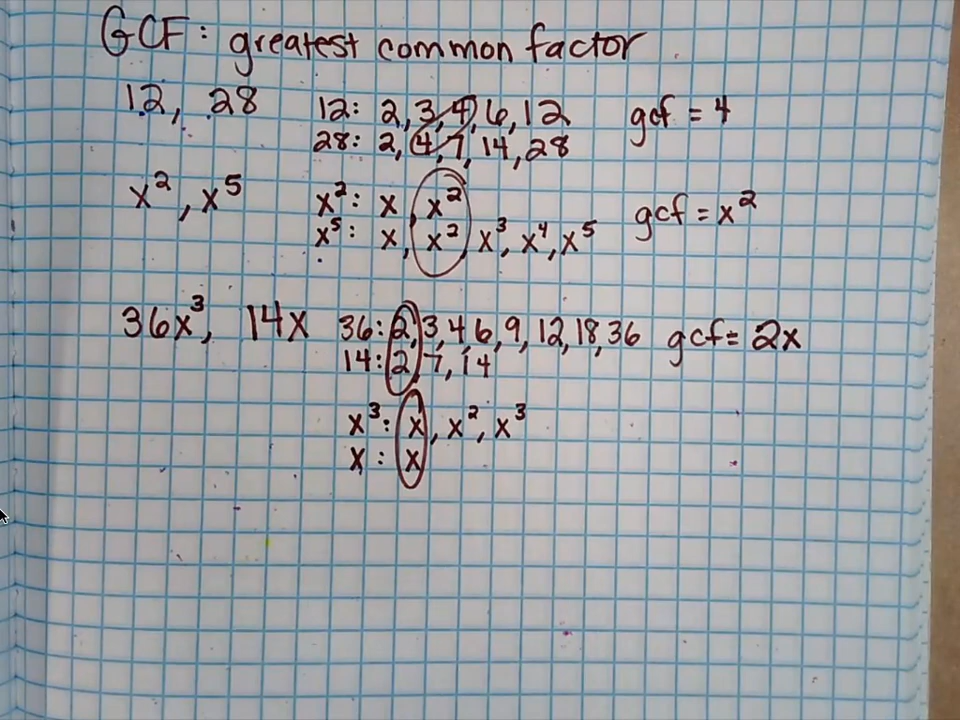 GCF: greatest common factor
12, 28 12: 2, 3, 4, 6, 12 gcf = 4
28: 2, 4, 7, 14, 28
x², x⁵ x²: x, x² gcf = x²
x⁵: x, x², x³, x⁴, x⁵
36x³, 14x 36: 2, 3, 4, 6, 9, 12, 18, 36 gcf = 2x
14: 2, 7, 14
x³: x, x², x³
x: x